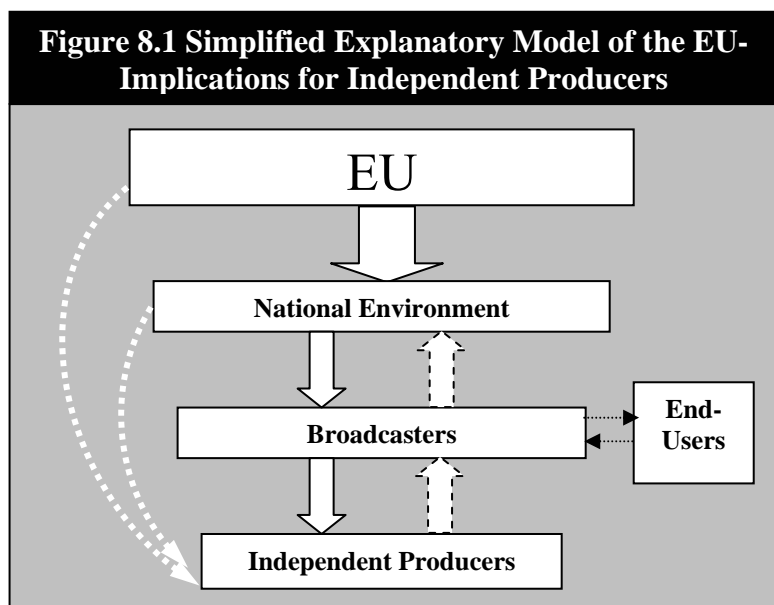 Figure 8.1 Simplified Explanatory Model of the EU-
Implications for Independent Producers
EU
National Environment
Broadcasters
End-
Users
Independent Producers